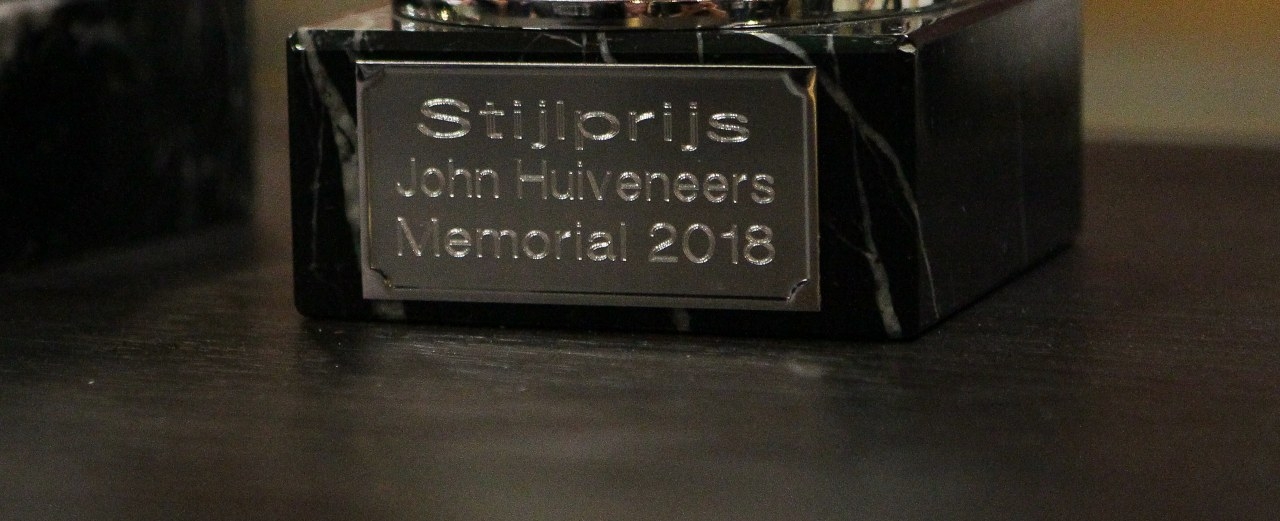 Stijlprijs
John Huiveneers
Memorial 2018